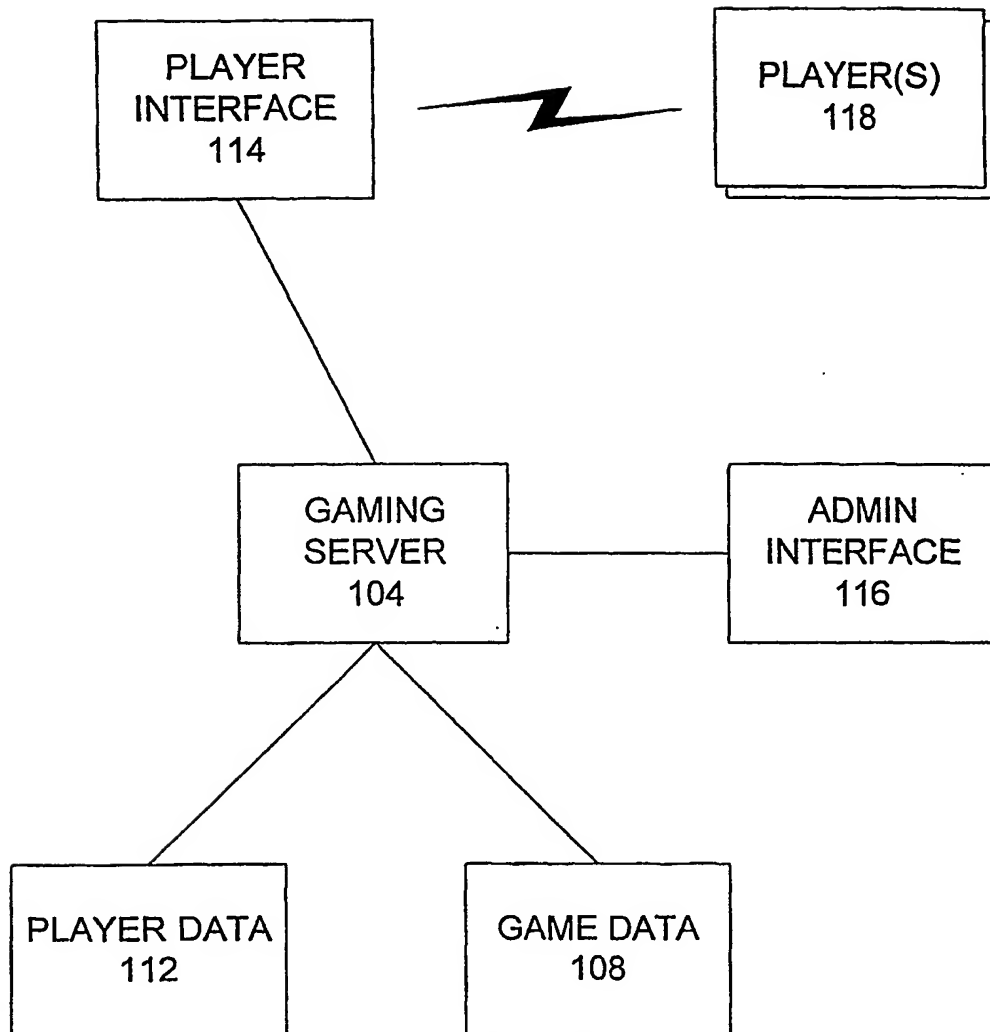 PLAYER
INTERFACE
114
PLAYER(S)
118
GAMING
SERVER
104
ADMIN
INTERFACE
116
PLAYER DATA
112
GAME DATA
108